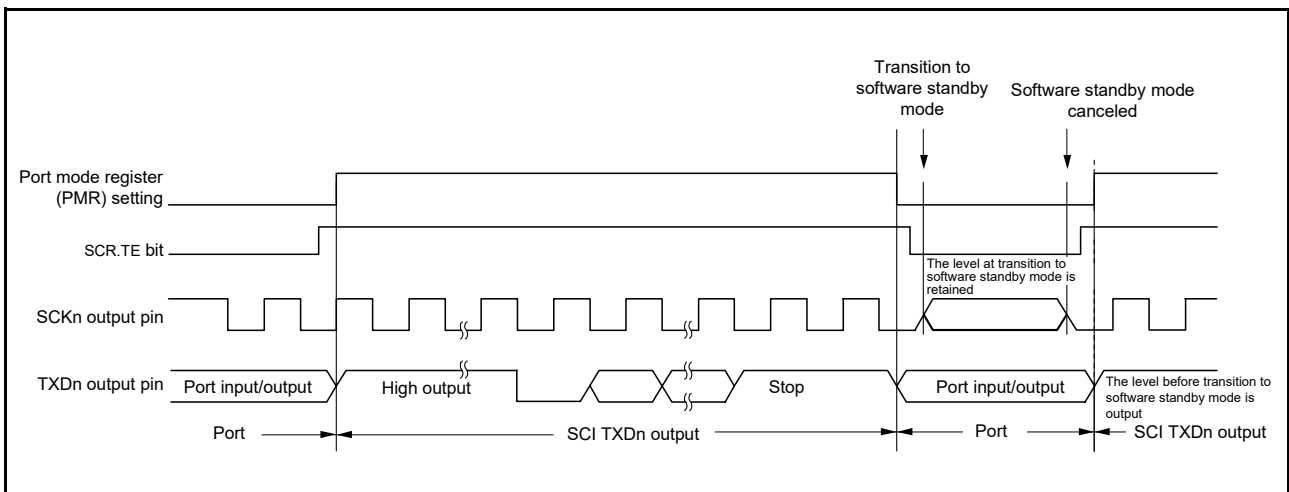 Transition to
software standby
mode
Software standby mode
canceled
Port mode register
(PMR) setting
SCR.TE bit
The level at transition to
software standby mode is
retained
SCKn output pin
TXDn output pin
Port input/output
High output
Stop
Port input/output
The level before transition to
software standby mode is
output
Port
SCI TXDn output
Port
SCI TXDn output